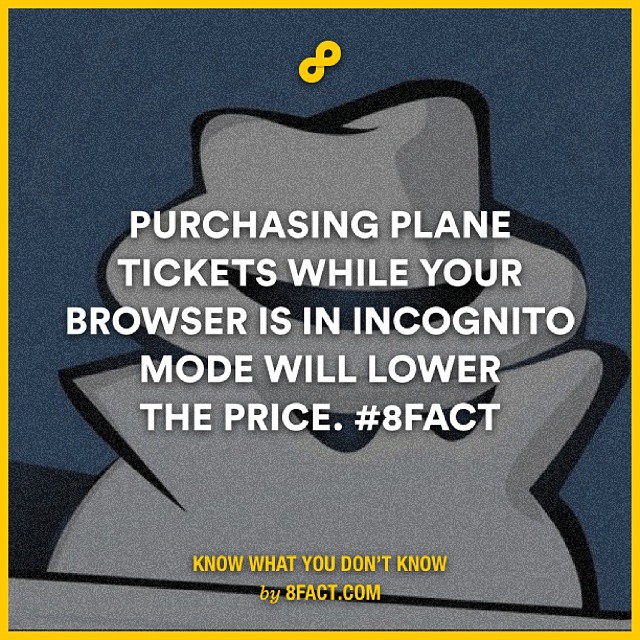 PURCHASING PLANE
TICKETS WHILE YOUR
BROWSER IS IN INCOGNITO
MODE WILL LOWER
THE PRICE. #8FACT
KNOW WHAT YOU DON'T KNOW
by 8FACT.COM